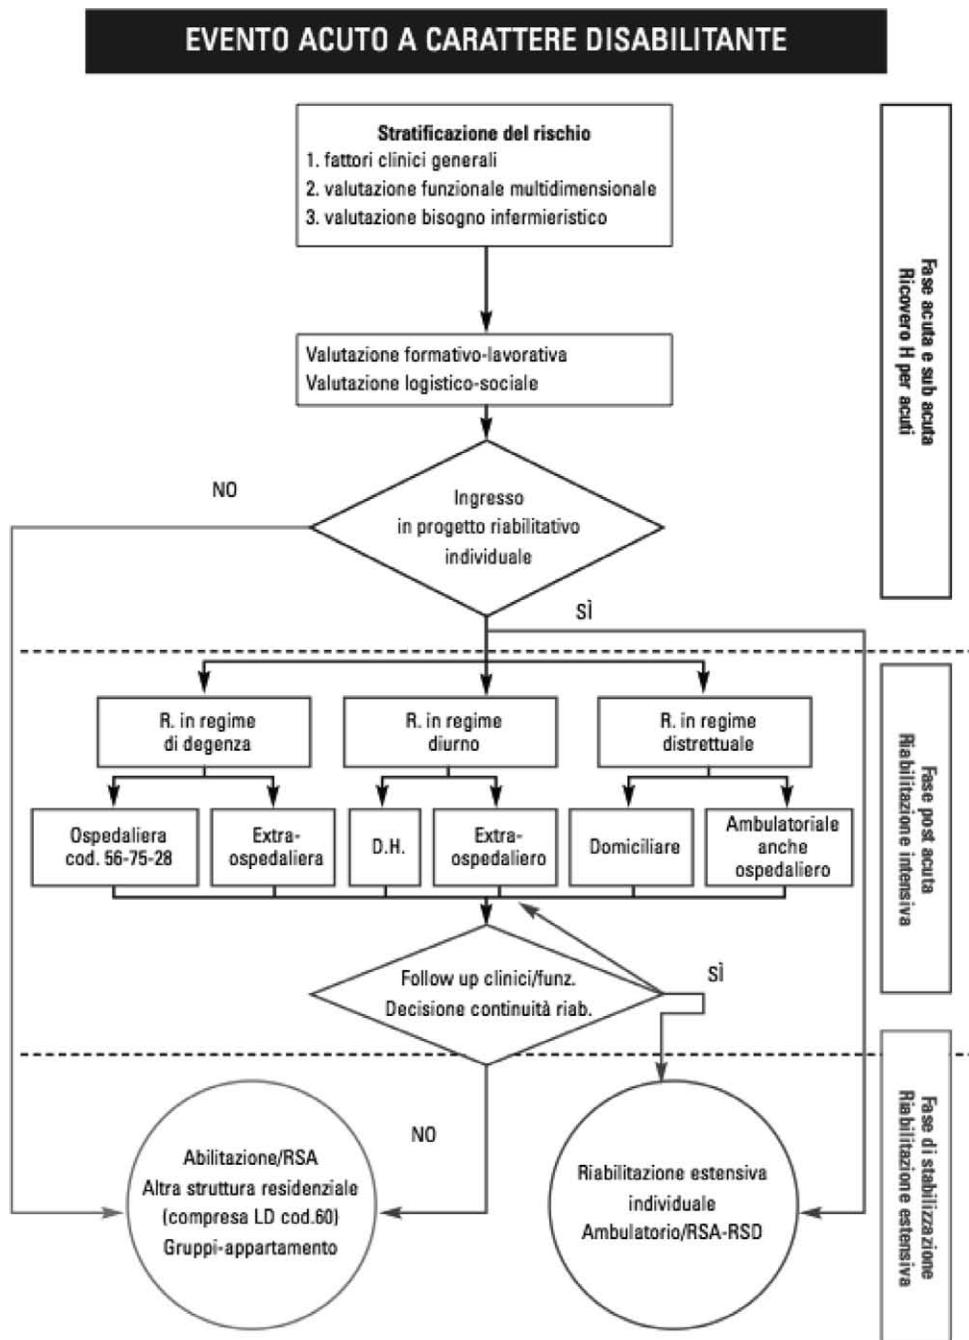 EVENTO ACUTO A CARATTERE DISABILITANTE
Stratificazione del rischio
1. fattori clinici generali
2. valutazione funzionale multidimensionale
3. valutazione bisogno infermieristico
Fase acuta e sub acuta
Ricovero H per acuti
Valutazione formativo-lavorativa
Valutazione logistico-sociale
NO
Ingresso
in progetto riabilitativo
individuale
SÌ
R. in regime
di degenza
R. in regime
diurno
R. in regime
distrettuale
Fase post acuta
Riabilitazione intensiva
Ospedaliera
cod. 56-75-28
Extra-
ospedaliera
D.H.
Extra-
ospedaliero
Domiciliare
Ambulatoriale
anche
ospedaliero
Follow up clinici/funz.
Decisione continuità riab.
SÌ
NO
Abilitazione/RSA
Altra struttura residenziale
(compresa LD cod.60)
Gruppi-appartamento
Riabilitazione estensiva
individuale
Ambulatorio/RSA-RSD
Fase di stabilizzazione
Riabilitazione estensiva